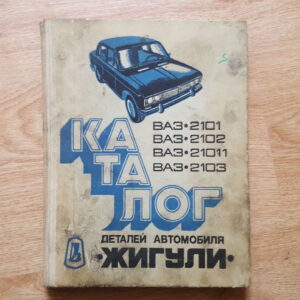 КА
ТА
ЛОГ
ВАЗ•2101
ВАЗ•2102
ВАЗ•21011
ВАЗ•2103
ДЕТАЛЕЙ АВТОМОБИЛЯ
•ЖИГУЛИ•